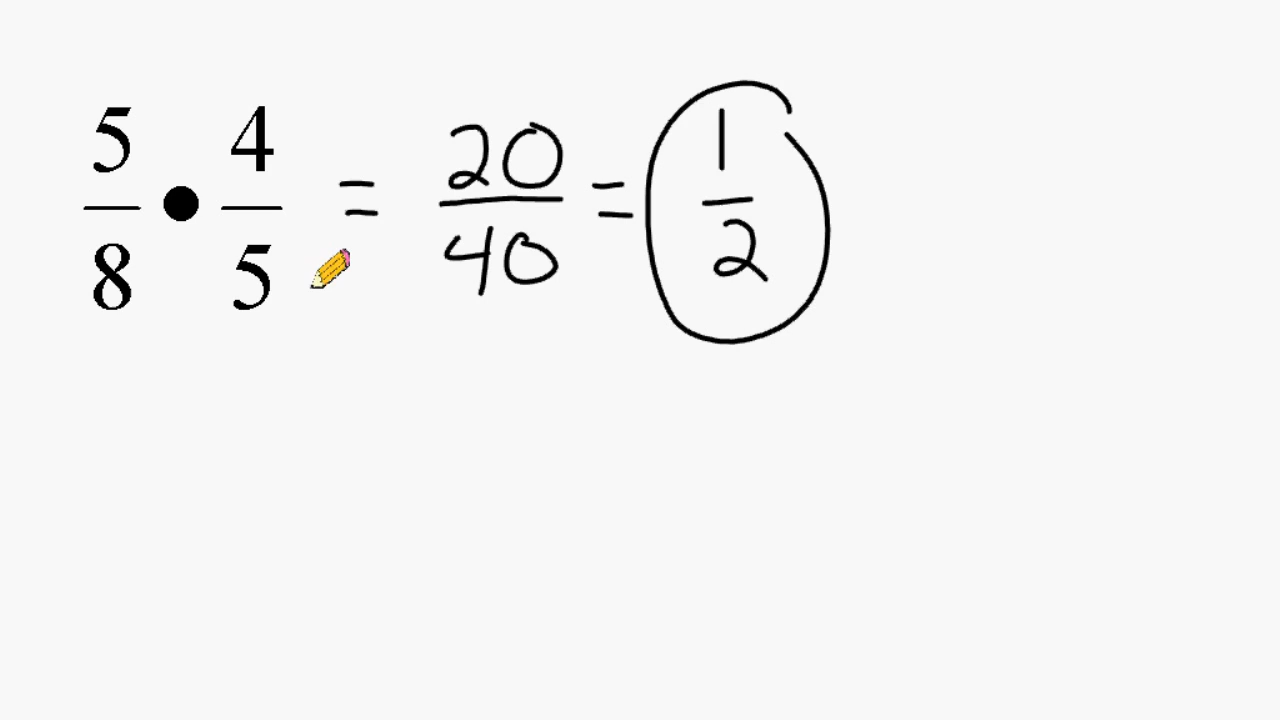 5/8 • 4/5 = 20/40 = 1/2